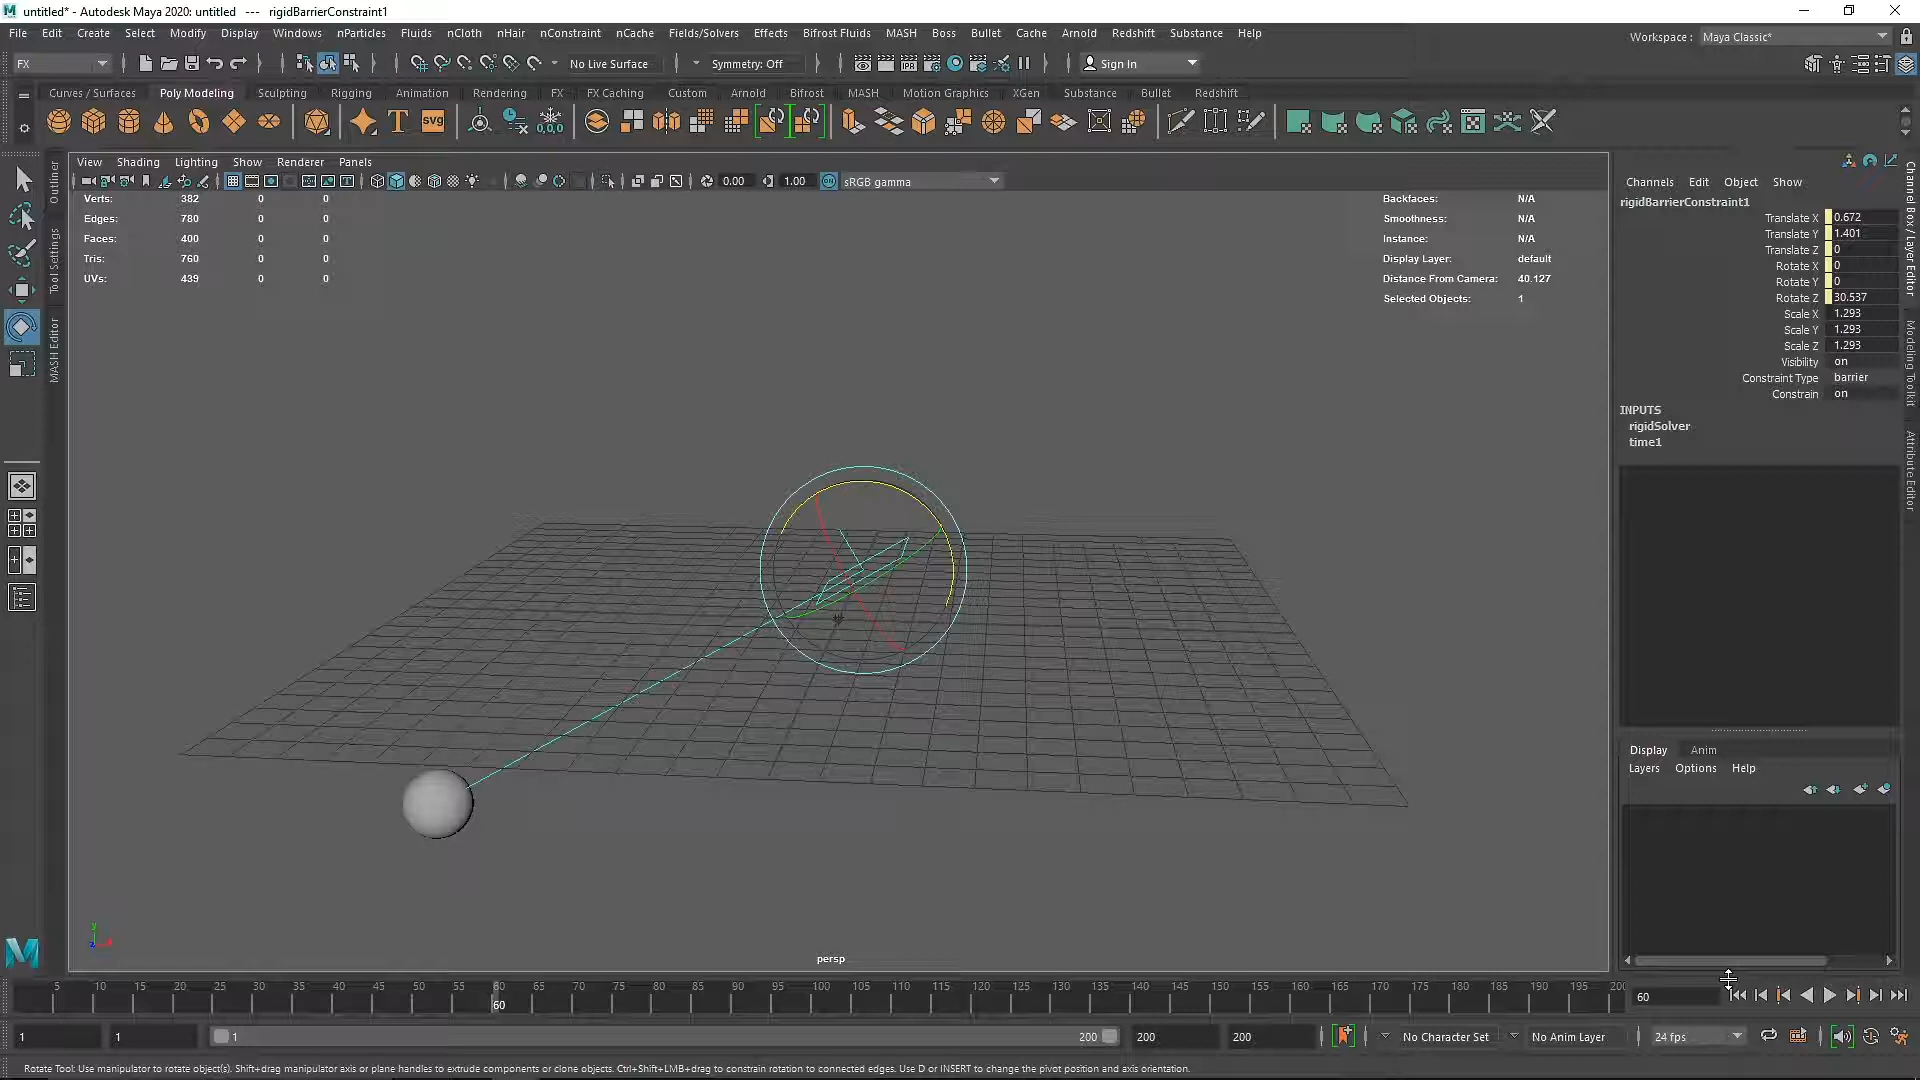 untitled* - Autodesk Maya 2020: untitled --- rigidBarrierConstraint1
File Edit Create Select Modify Display Windows nParticles Fluids nCloth nHair nConstraint nCache Fields/Solvers Effects Bifrost Fluids MASH Boss Bullet Cache Arnold Redshift Substance Help
Workspace : Maya Classic*
FX No Live Surface Symmetry: Off Sign In
Curves / Surfaces Poly Modeling Sculpting Rigging Animation Rendering FX FX Caching Custom Arnold Bifrost MASH Motion Graphics XGen Substance Bullet Redshift
T svg 0,0,0
View Shading Lighting Show Renderer Panels
0.00 1.00 ON sRGB gamma
Outliner
Tool Settings
MASH Editor
Verts: 382 0 0
Edges: 780 0 0
Faces: 400 0 0
Tris: 760 0 0
UVs: 439 0 0
Backfaces: N/A
Smoothness: N/A
Instance: N/A
Display Layer: default
Distance From Camera: 40.127
Selected Objects: 1
Channels Edit Object Show
rigidBarrierConstraint1
Translate X 0.672
Translate Y 1.401
Translate Z 0
Rotate X 0
Rotate Y 0
Rotate Z 30.537
Scale X 1.293
Scale Y 1.293
Scale Z 1.293
Visibility on
Constraint Type barrier
Constrain on
INPUTS
rigidSolver
time1
Channel Box / Layer Editor
Modeling Toolkit
Attribute Editor
Display Anim
Layers Options Help
y
z
persp
5 10 15 20 25 30 35 40 45 50 55 60 65 70 75 80 85 90 95 100 105 110 115 120 125 130 135 140 145 150 155 160 165 170 175 180 185 190 195 200
60
60
1 1 1 200 200 200 No Character Set No Anim Layer 24 fps
Rotate Tool: Use manipulator to rotate object(s). Shift+drag manipulator axis or plane handles to extrude components or clone objects. Ctrl+Shift+LMB+drag to constrain rotation to connected edges. Use D or INSERT to change the pivot position and axis orientation.